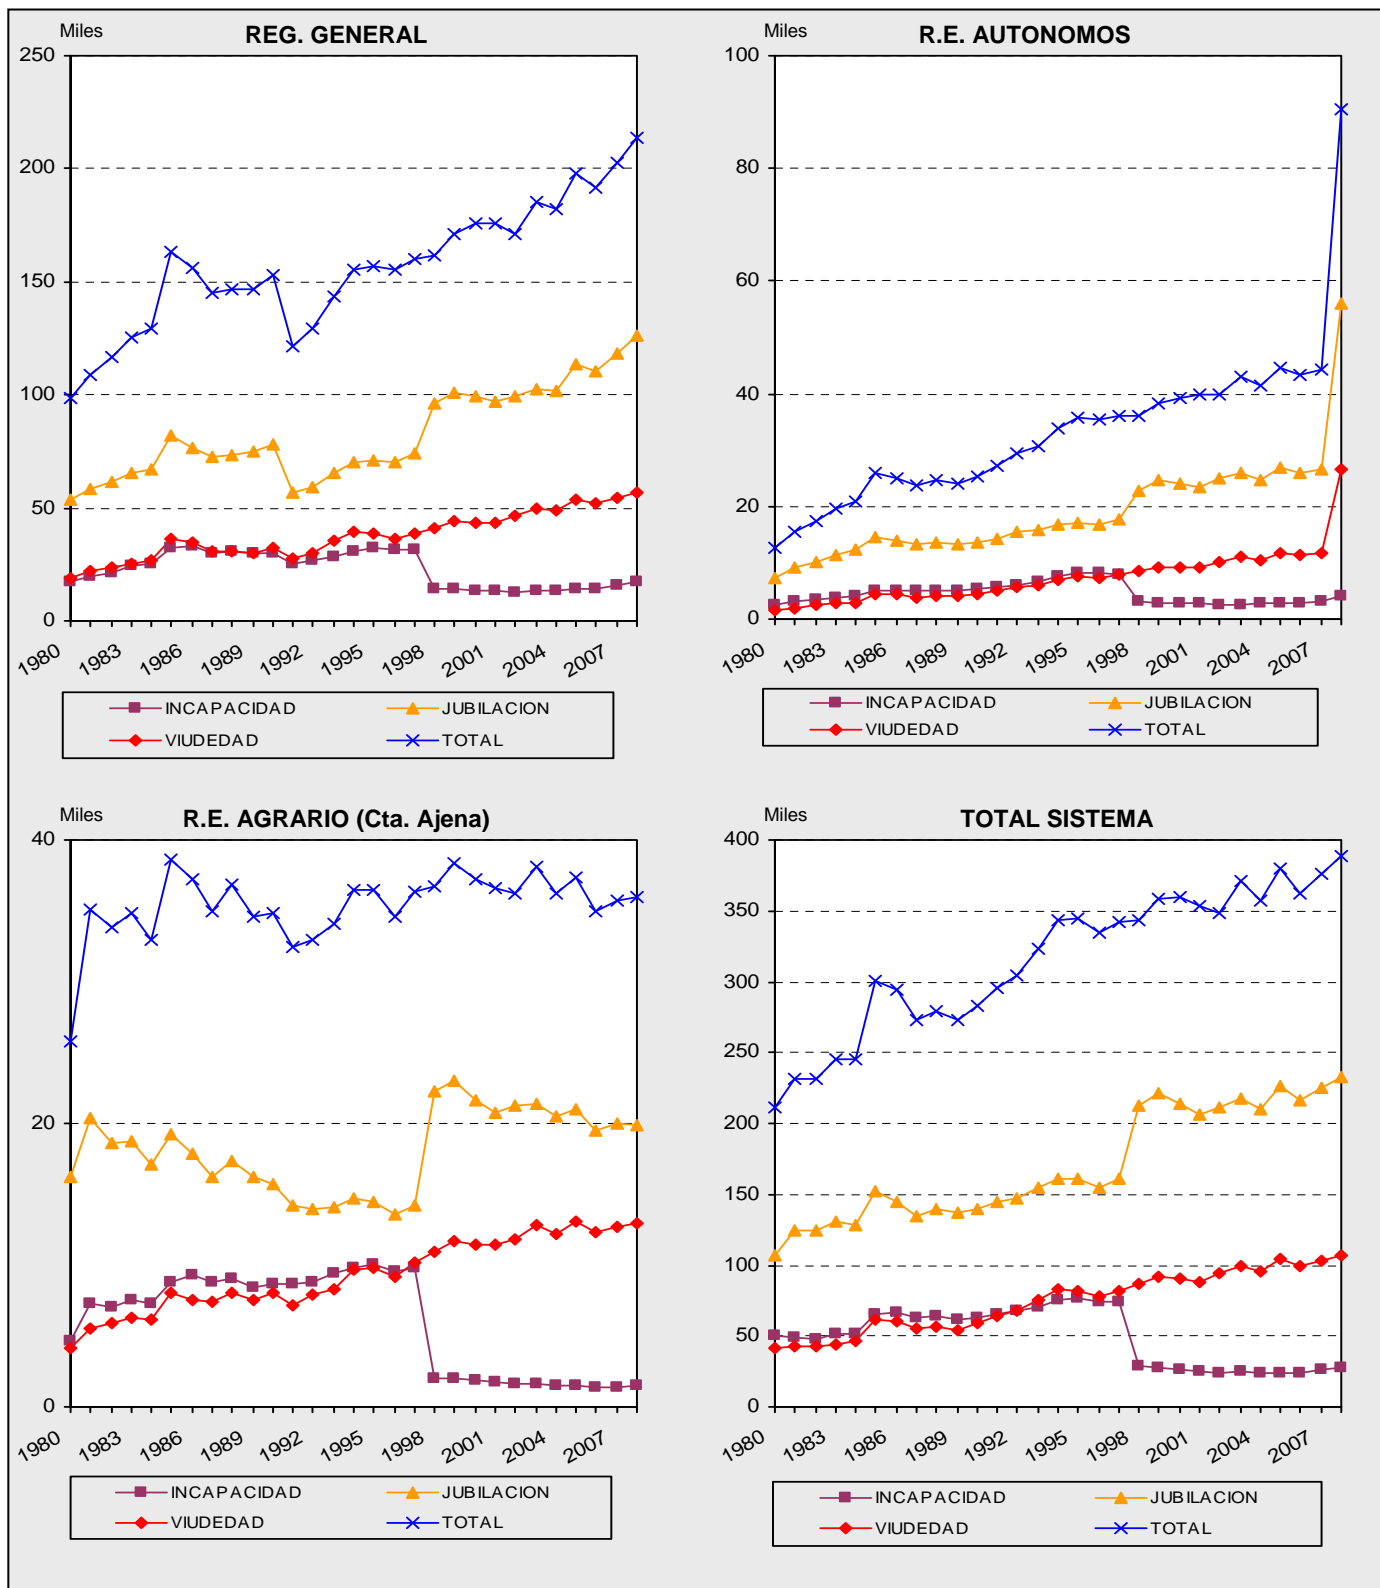 Miles
REG. GENERAL
250
200
150
100
50
0
1980 1983 1986 1989 1992 1995 1998 2001 2004 2007
INCAPACIDAD JUBILACION
VIUDEDAD TOTAL
Miles
R.E. AUTONOMOS
100
80
60
40
20
0
1980 1983 1986 1989 1992 1995 1998 2001 2004 2007
INCAPACIDAD JUBILACION
VIUDEDAD TOTAL
Miles
R.E. AGRARIO (Cta. Ajena)
40
20
0
1980 1983 1986 1989 1992 1995 1998 2001 2004 2007
INCAPACIDAD JUBILACION
VIUDEDAD TOTAL
Miles
TOTAL SISTEMA
400
350
300
250
200
150
100
50
0
1980 1983 1986 1989 1992 1995 1998 2001 2004 2007
INCAPACIDAD JUBILACION
VIUDEDAD TOTAL